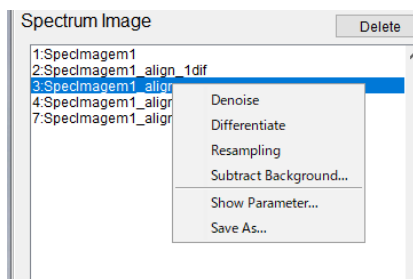 Spectrum Image
Delete
1:SpecImagem1
2:SpecImagem1_align_1dif
3:SpecImagem1_align
4:SpecImagem1_align
7:SpecImagem1_align
Denoise
Differentiate
Resampling
Subtract Background...
Show Parameter...
Save As...